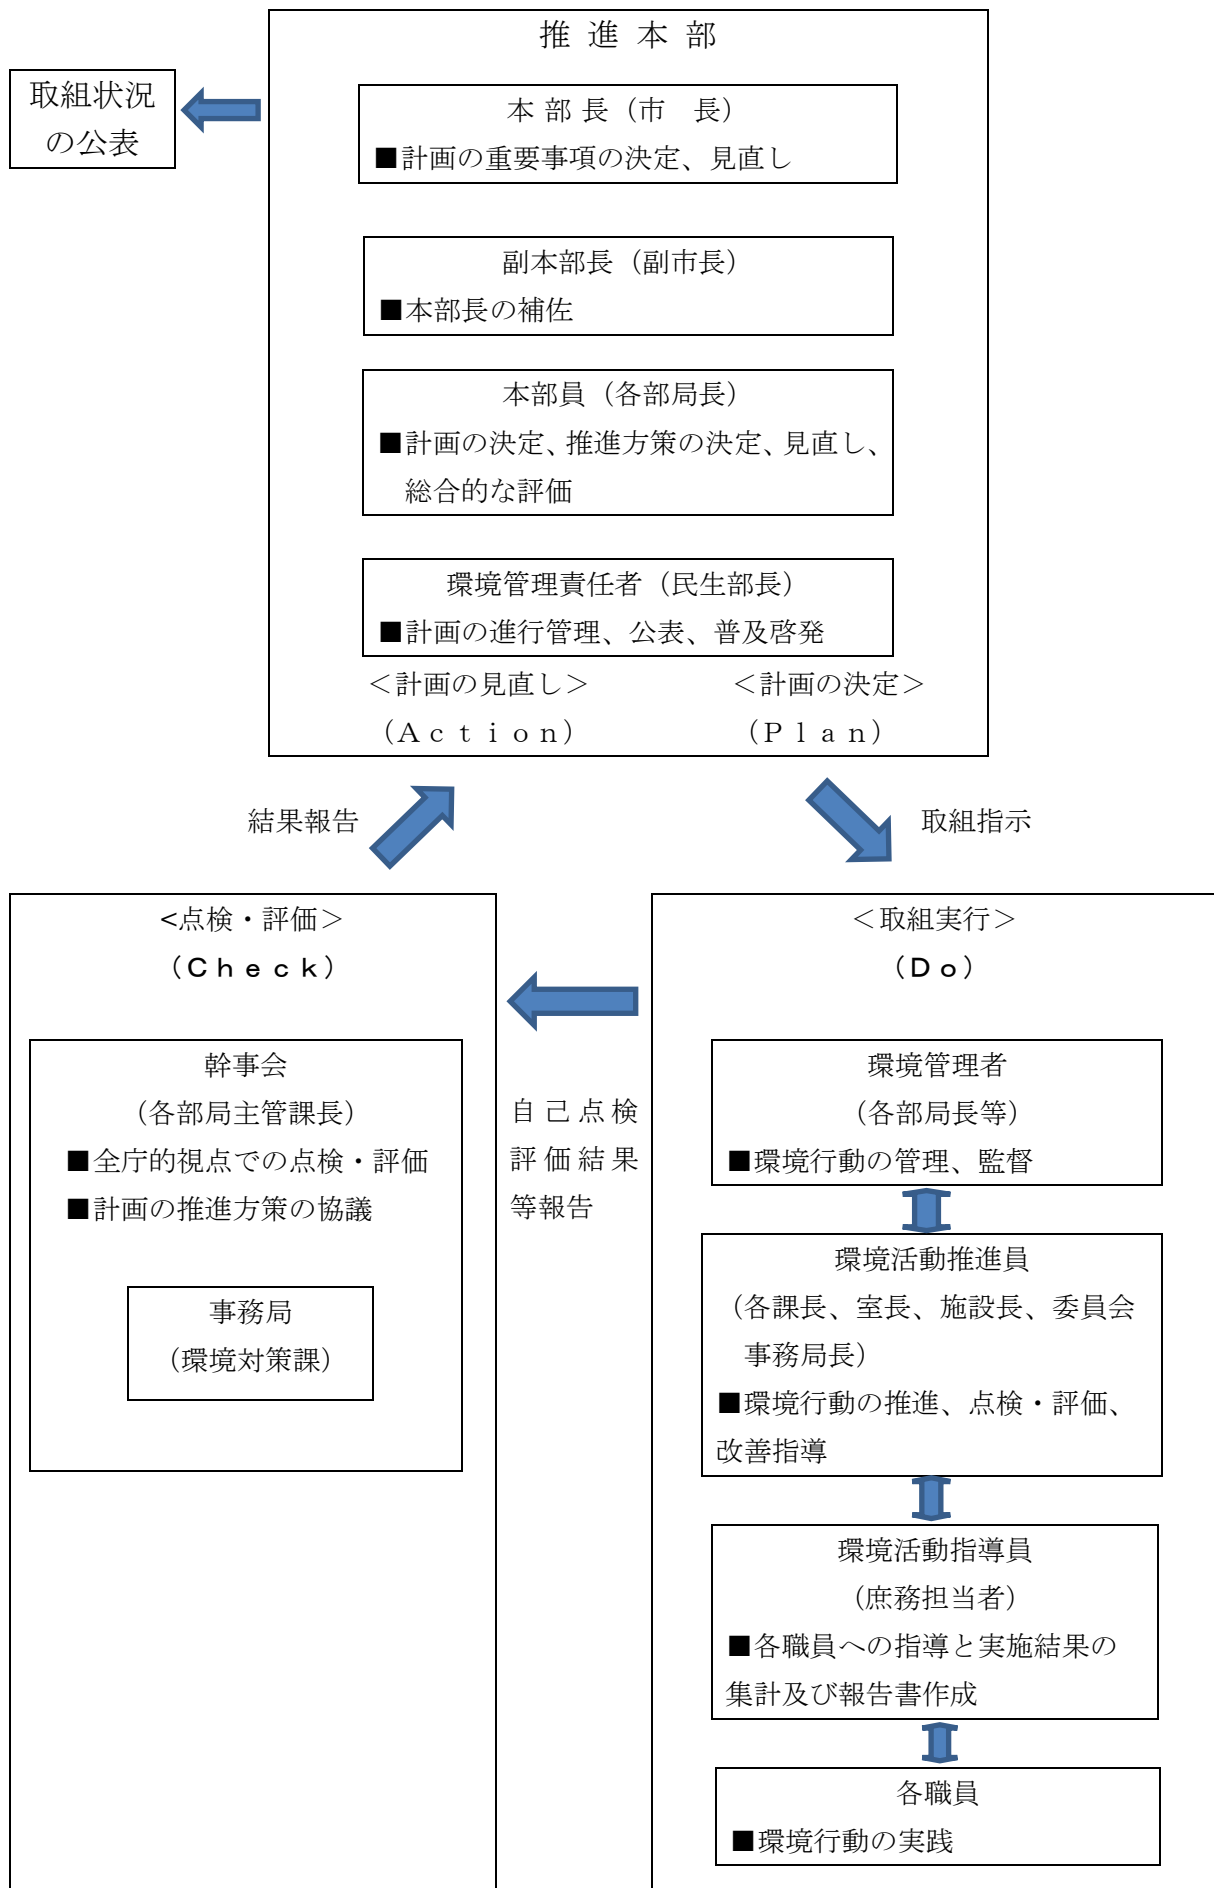 推 進 本 部
取組状況
の公表
本 部 長（市　長）
■計画の重要事項の決定、見直し
副本部長（副市長）
■本部長の補佐
本部員（各部局長）
■計画の決定、推進方策の決定、見直し、
総合的な評価
環境管理責任者（民生部長）
■計画の進行管理、公表、普及啓発
＜計画の見直し＞
（Ａｃｔｉｏｎ）
＜計画の決定＞
（Ｐｌａｎ）
結果報告
取組指示
<点検・評価＞
（Ｃｈｅｃｋ）
幹事会
（各部局主管課長）
■全庁的視点での点検・評価
■計画の推進方策の協議
事務局
（環境対策課）
自己点検
評価結果
等報告
＜取組実行＞
（Ｄｏ）
環境管理者
（各部局長等）
■環境行動の管理、監督
環境活動推進員
（各課長、室長、施設長、委員会
事務局長）
■環境行動の推進、点検・評価、
改善指導
環境活動指導員
（庶務担当者）
■各職員への指導と実施結果の
集計及び報告書作成
各職員
■環境行動の実践